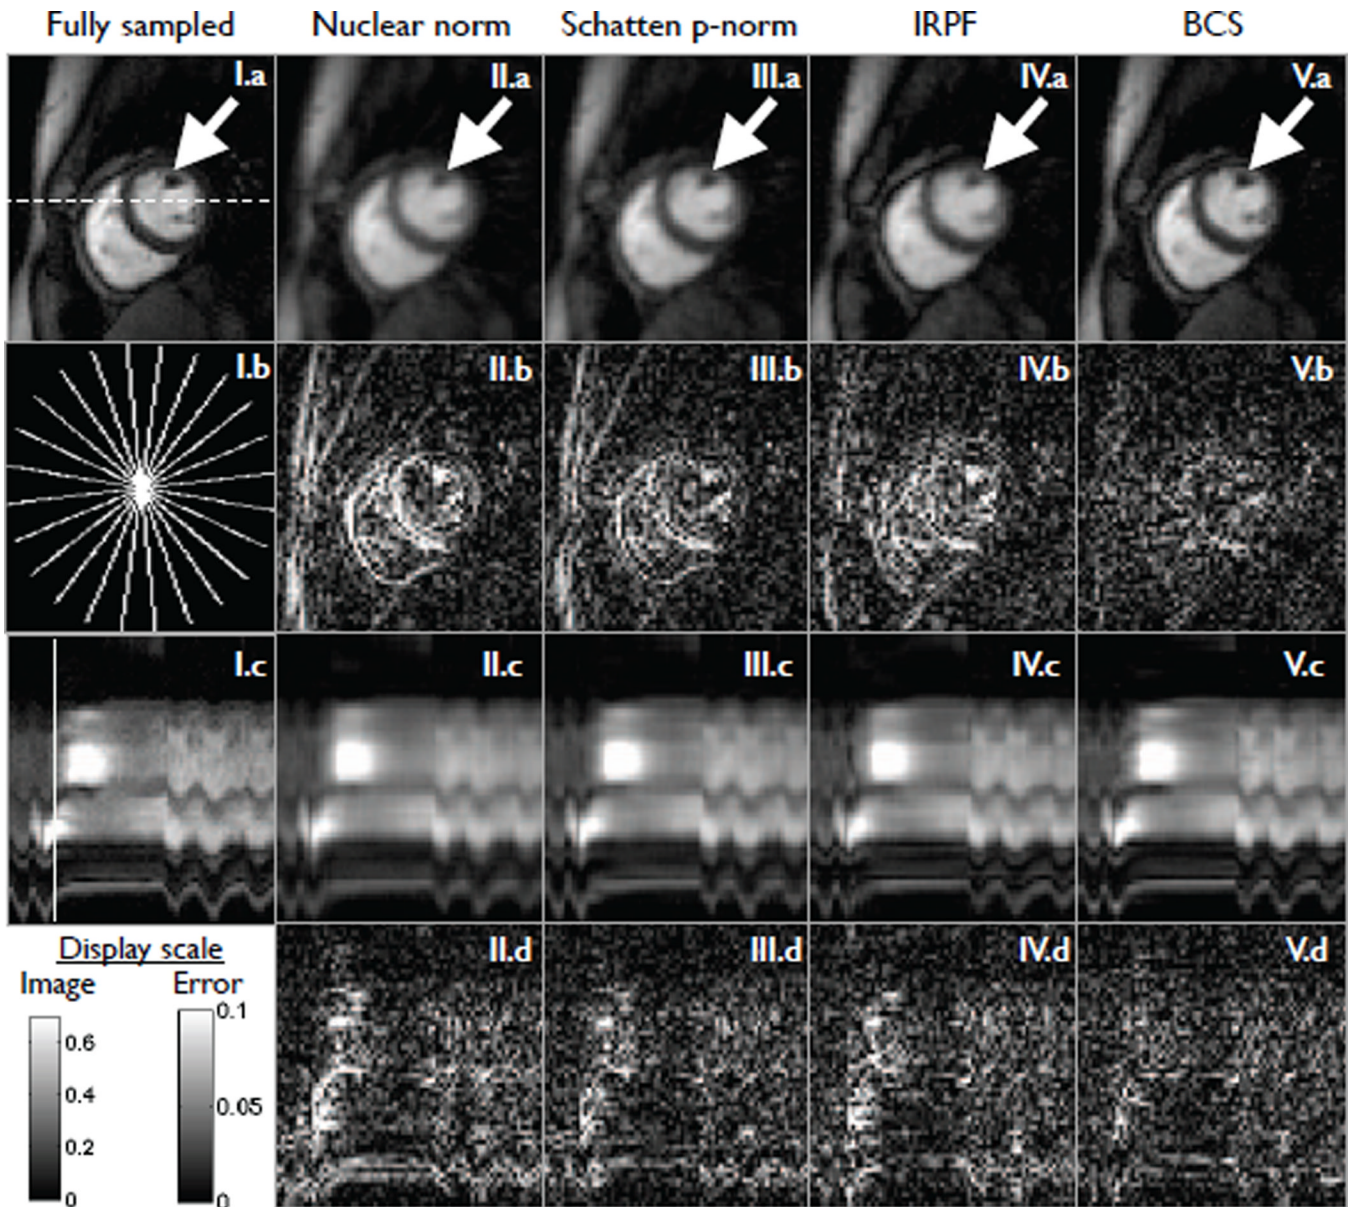 Fully sampled Nuclear norm Schatten p-norm IRPF BCS
I.a II.a III.a IV.a V.a
I.b II.b III.b IV.b V.b
I.c II.c III.c IV.c V.c
Display scale
Image Error
II.d III.d IV.d V.d
0.6
0.4
0.2
0
0.1
0.05
0